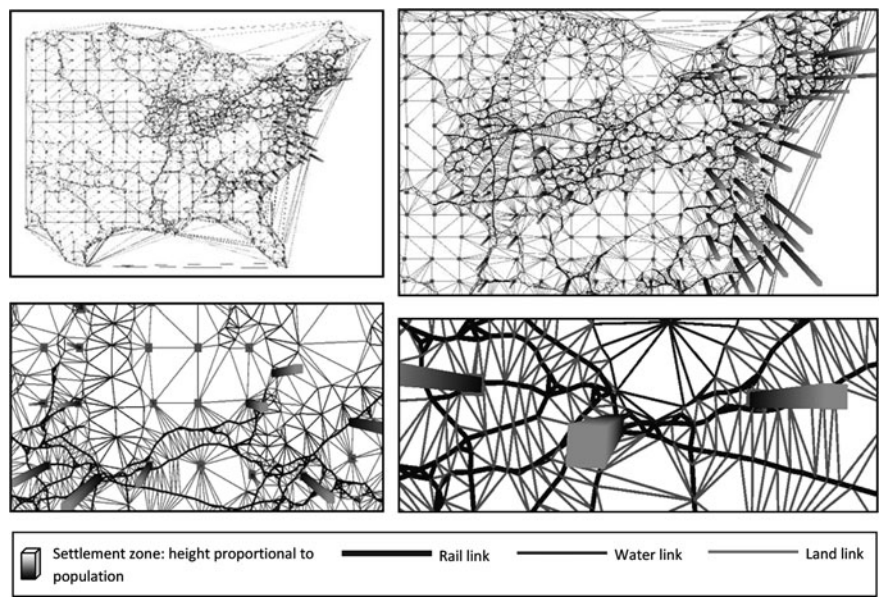 Settlement zone: height proportional to
population
Rail link
Water link
Land link